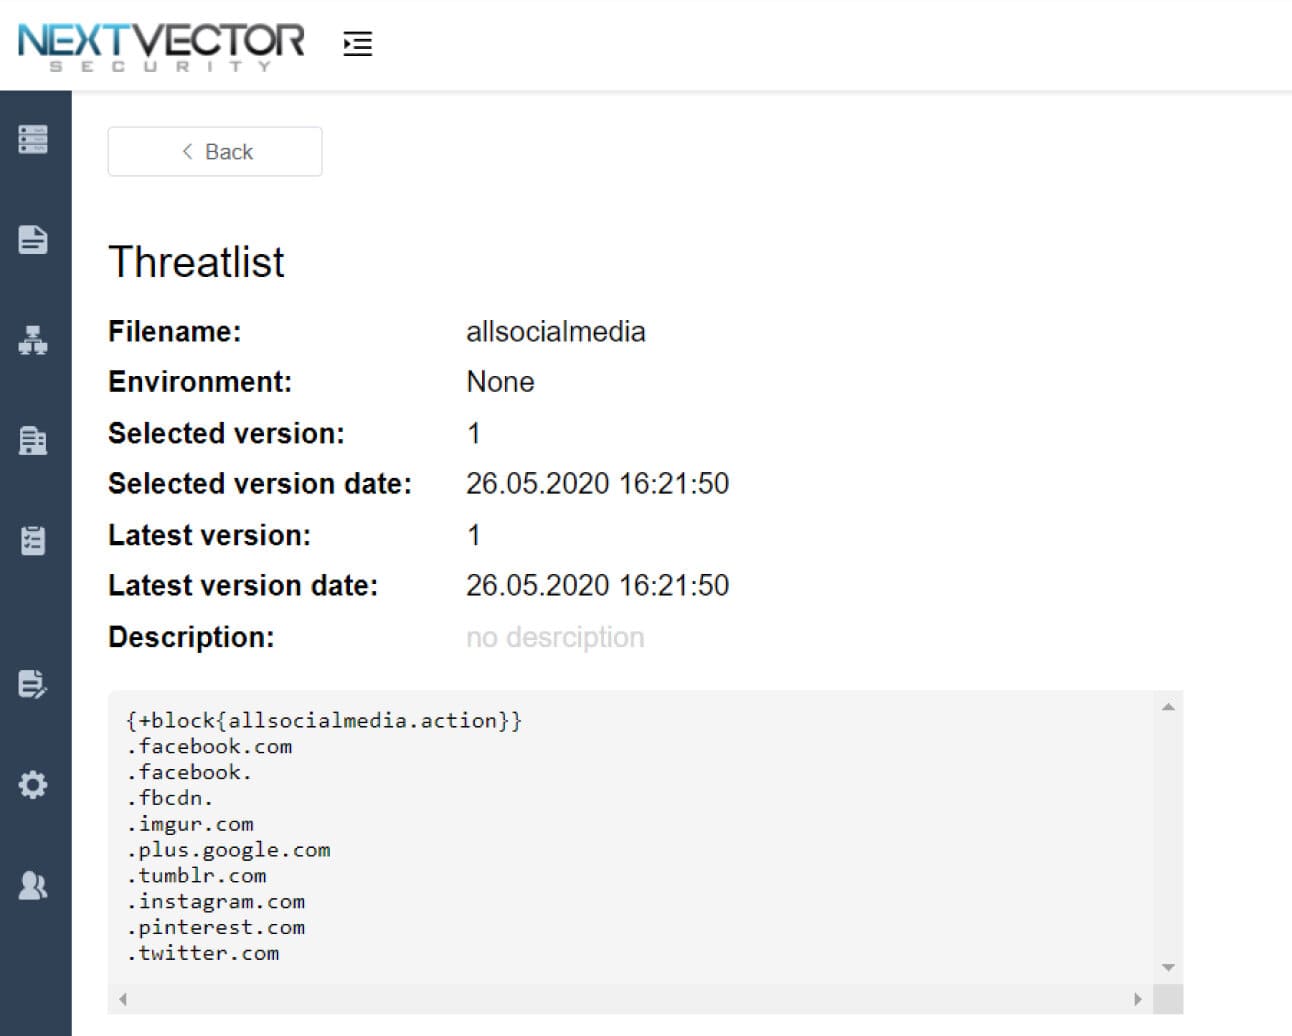 NEXTVECTOR
SECURITY
Back
Threatlist
Filename: allsocialmedia
Environment: None
Selected version: 1
Selected version date: 26.05.2020 16:21:50
Latest version: 1
Latest version date: 26.05.2020 16:21:50
Description: no desrciption
{+block{allsocialmedia.action}}
.facebook.com
.facebook.
.fbcdn.
.imgur.com
.plus.google.com
.tumblr.com
.instagram.com
.pinterest.com
.twitter.com